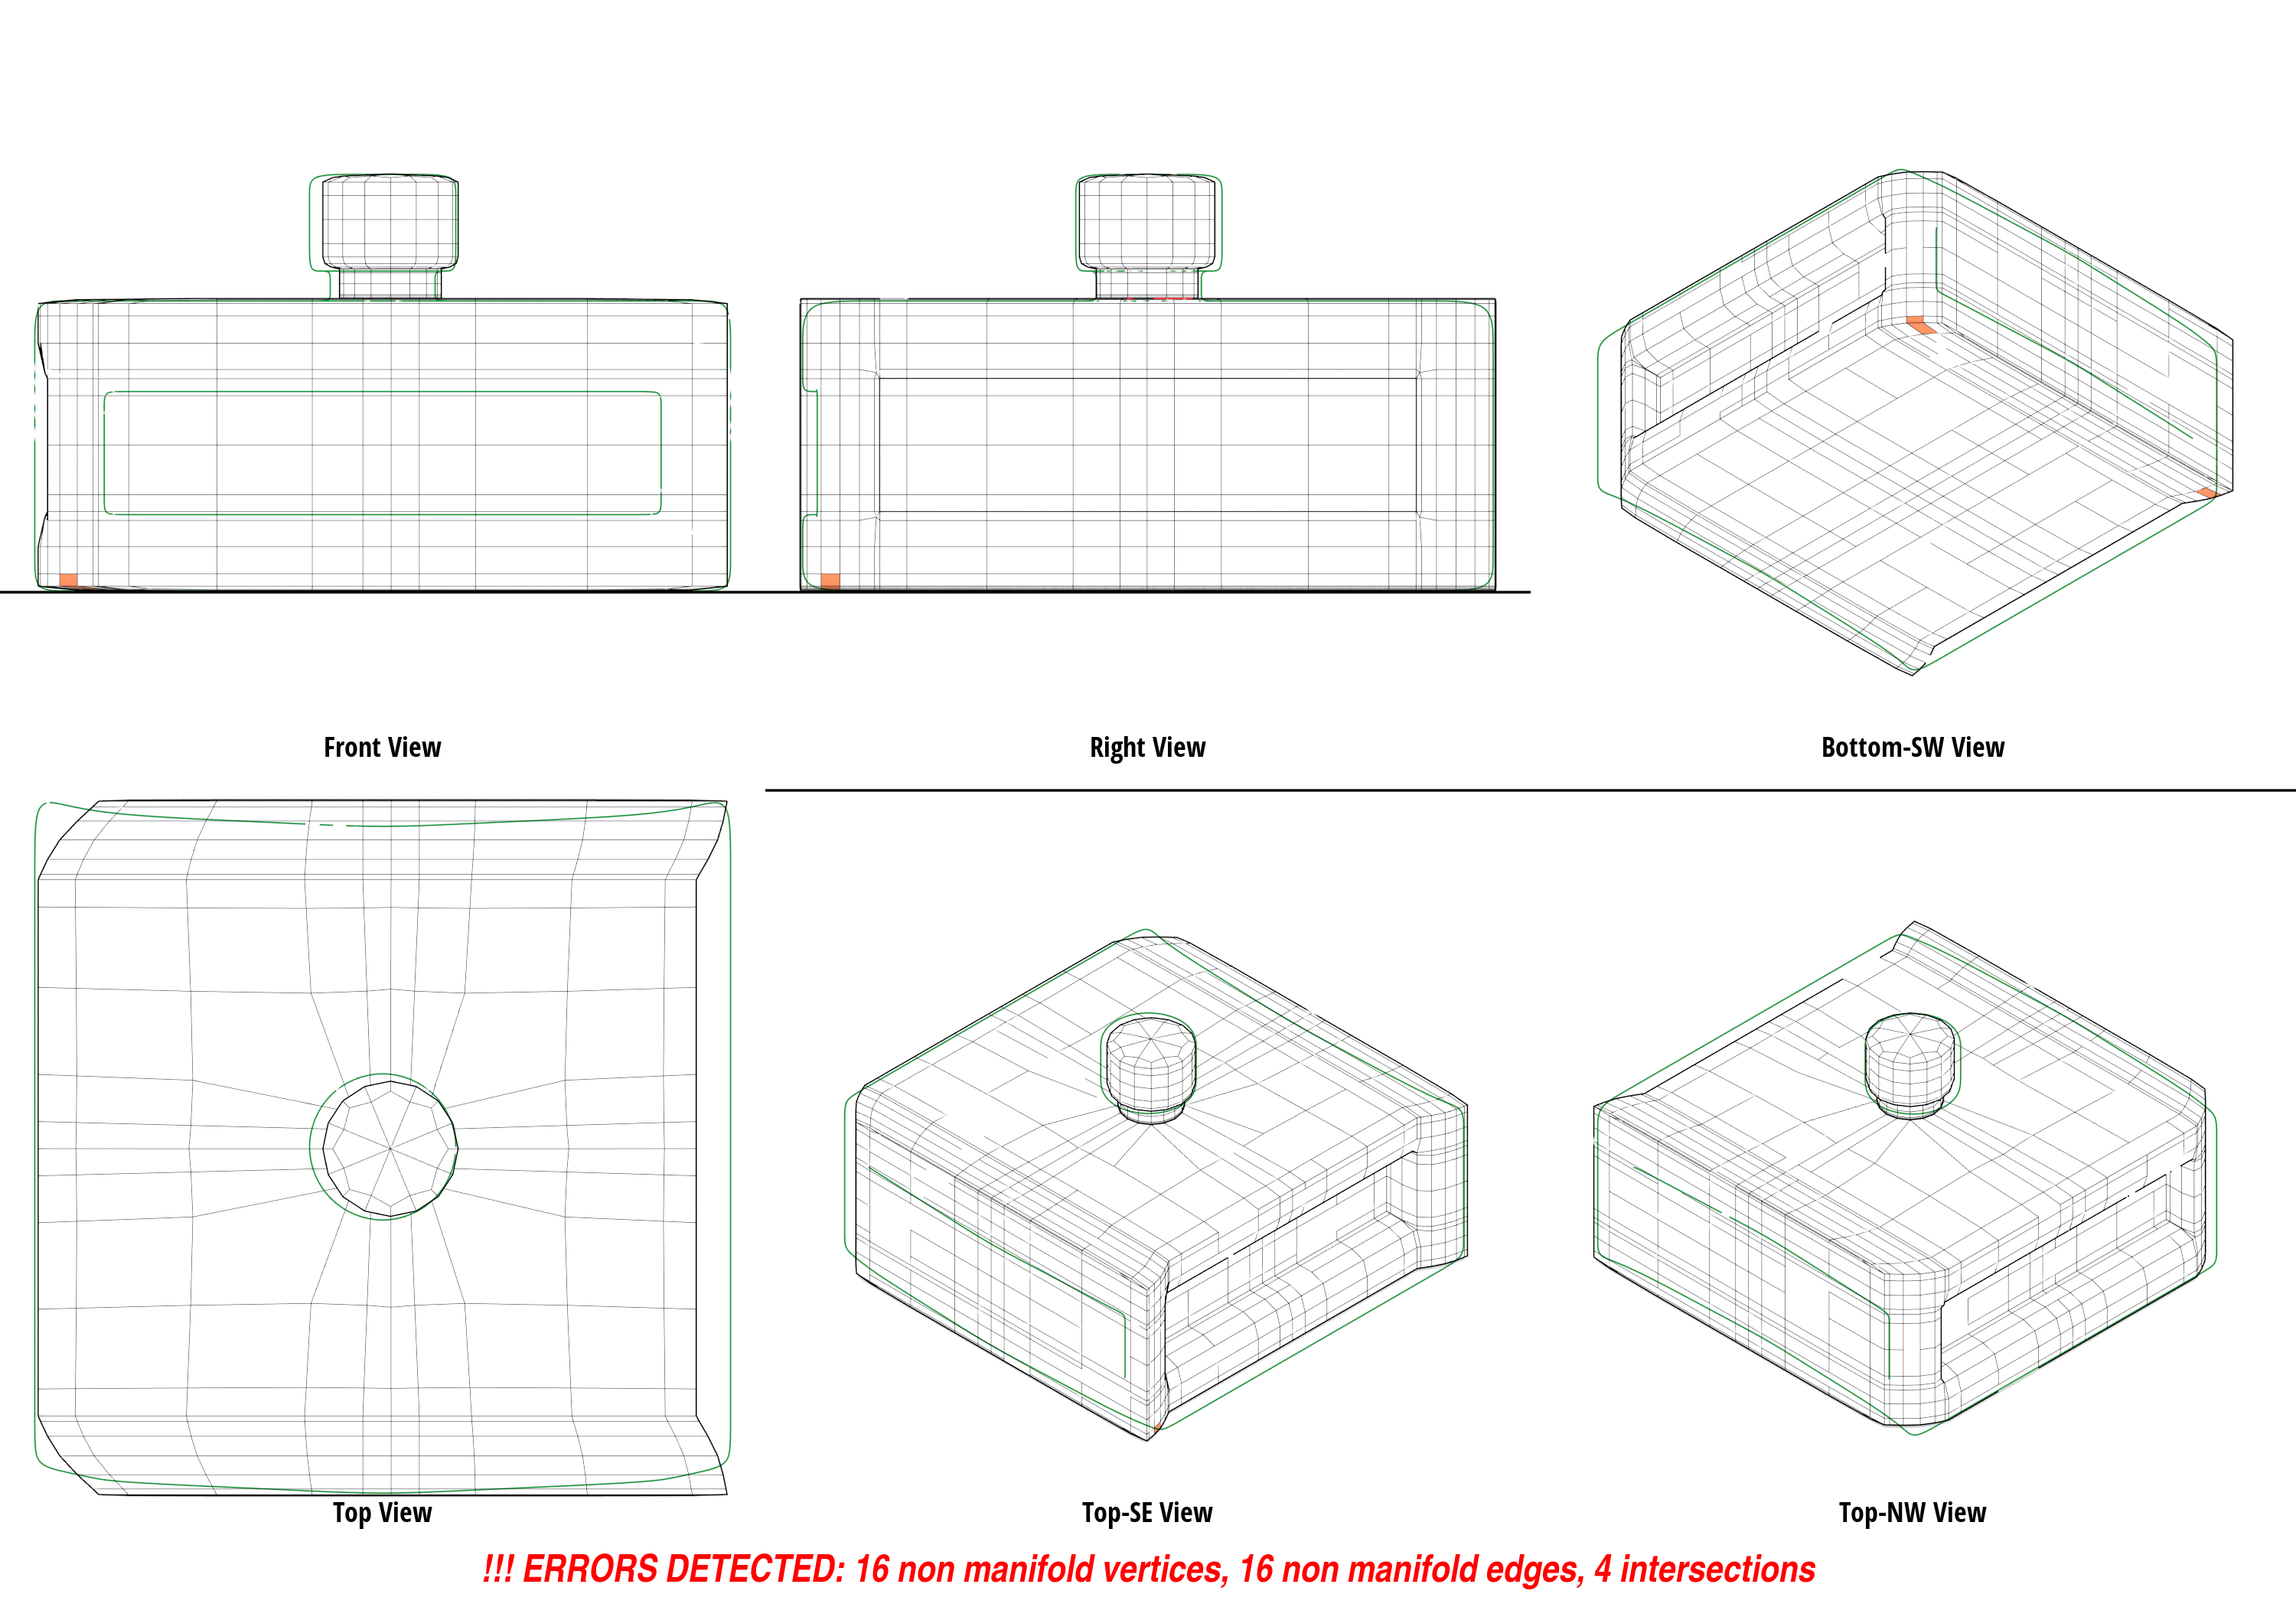 Front View
Right View
Bottom-SW View
Top View
Top-SE View
Top-NW View
!!! ERRORS DETECTED: 16 non manifold vertices, 16 non manifold edges, 4 intersections